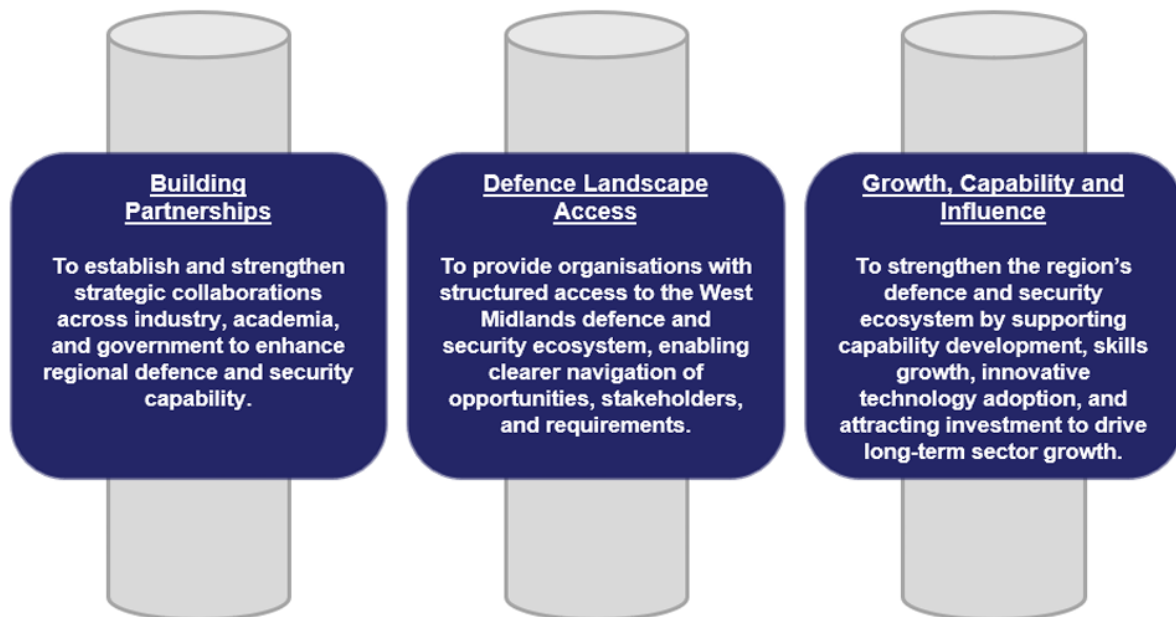 Building
Partnerships
To establish and strengthen
strategic collaborations
across industry, academia,
and government to enhance
regional defence and security
capability.
Defence Landscape
Access
To provide organisations with
structured access to the West
Midlands defence and
security ecosystem, enabling
clearer navigation of
opportunities, stakeholders,
and requirements.
Growth, Capability and
Influence
To strengthen the region’s
defence and security
ecosystem by supporting
capability development, skills
growth, innovative
technology adoption, and
attracting investment to drive
long-term sector growth.